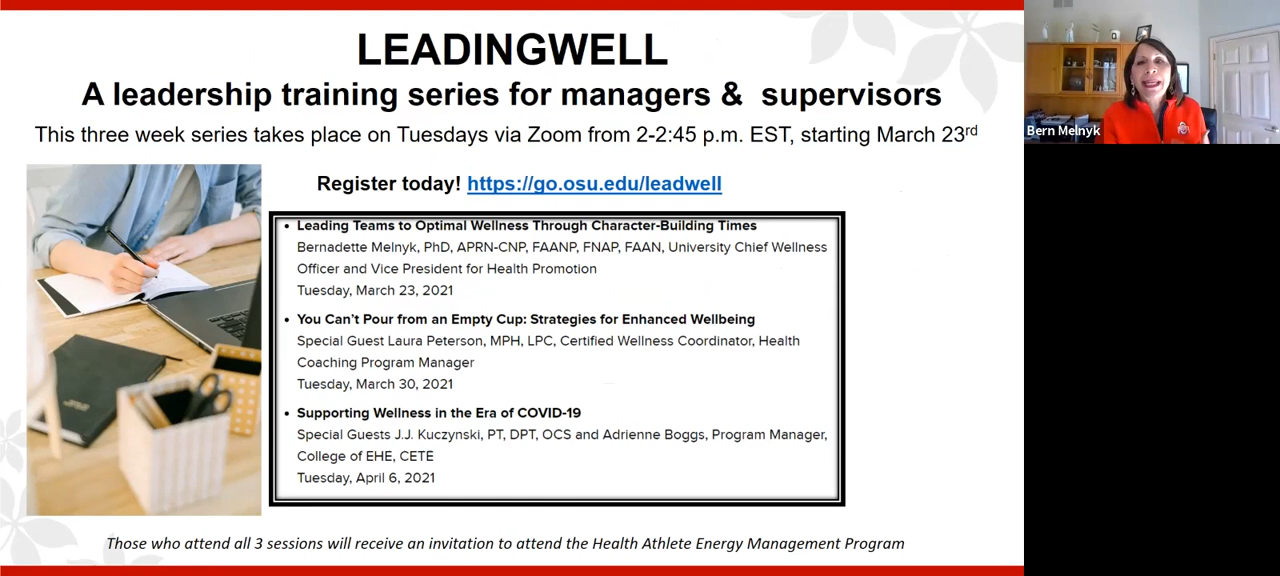 LEADINGWELL
A leadership training series for managers & supervisors
This three week series takes place on Tuesdays via Zoom from 2-2:45 p.m. EST, starting March 23rd
Register today! https://go.osu.edu/leadwell
• Leading Teams to Optimal Wellness Through Character-Building Times
Bernadette Melnyk, PhD, APRN-CNP, FAANP, FNAP, FAAN, University Chief Wellness
Officer and Vice President for Health Promotion
Tuesday, March 23, 2021
• You Can't Pour from an Empty Cup: Strategies for Enhanced Wellbeing
Special Guest Laura Peterson, MPH, LPC, Certified Wellness Coordinator, Health
Coaching Program Manager
Tuesday, March 30, 2021
• Supporting Wellness in the Era of COVID-19
Special Guests J.J. Kuczynski, PT, DPT, OCS and Adrienne Boggs, Program Manager,
College of EHE, CETE
Tuesday, April 6, 2021
Those who attend all 3 sessions will receive an invitation to attend the Health Athlete Energy Management Program
Bern Melnyk